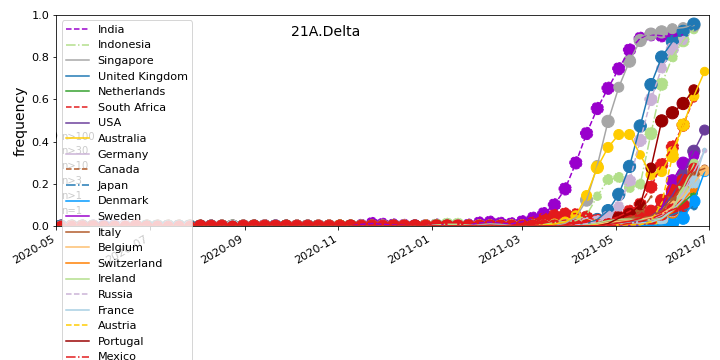 21A.Delta
frequency
1.0
0.8
0.6
0.4
0.2
0.0
2020-05
2020-07
2020-09
2020-11
2021-01
2021-03
2021-05
2021-07
n>100
n>30
n>10
n>3
n>1
n=1
India
Indonesia
Singapore
United Kingdom
Netherlands
South Africa
USA
Australia
Germany
Canada
Japan
Denmark
Sweden
Italy
Belgium
Switzerland
Ireland
Russia
France
Austria
Portugal
Mexico